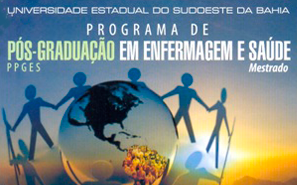 UNIVERSIDADE ESTADUAL DO SUDOESTE DA BAHIA
PROGRAMA DE
PÓS-GRADUAÇÃO EM ENFERMAGEM E SAÚDE
PPGES Mestrado